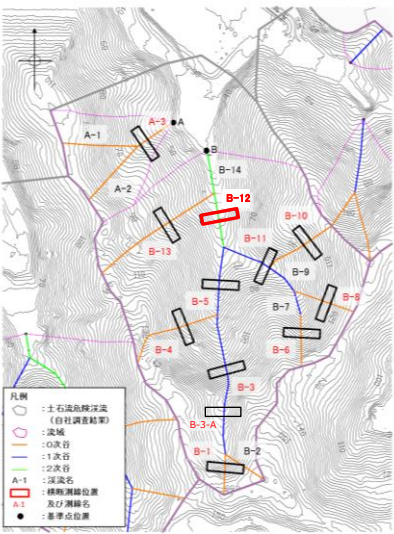 A-3
A
A-1
B
A-2
B-14
B-12
B-10
B-13
B-11
B-9
B-5
B-7
B-8
B-4
B-6
B-3
B-3-A
B-1
B-2
凡例
：土石流危険渓流
（自社調査結果）
：流域
：0次谷
：1次谷
：2次谷
A-1 ：渓流名
：横断測線位置
A-1 及び測線名
：基準点位置